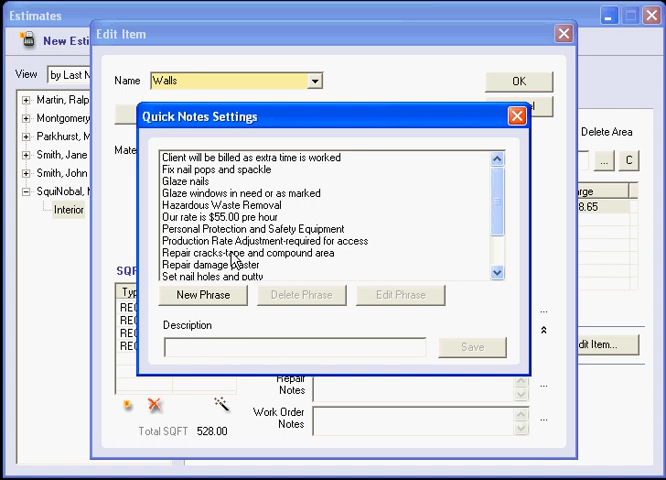 Estimates
New Esti
View
by Last N
Martin, Ralp
Montgomery
Parkhurst, M
Smith, Jane
Smith, John
SquiNobal, N
Interior
Edit Item
Name
Walls
OK
Mater
SQF
Typ
REC
REC
REC
REC
Total SQFT 528.00
Repair
Notes
Work Order
Notes
...
...
...
Quick Notes Settings
Client will be billed as extra time is worked
Fix nail pops and spackle
Glaze nails
Glaze windows in need or as marked
Hazardous Waste Removal
Our rate is $55.00 per hour
Personal Protection and Safety Equipment
Production Rate Adjustment-required for access
Repair cracks-tape and compound area
Repair damage plaster
Set nail holes and putty
New Phrase
Delete Phrase
Edit Phrase
Description
Save
Delete Area
...
C
arge
8.65
dit Item...